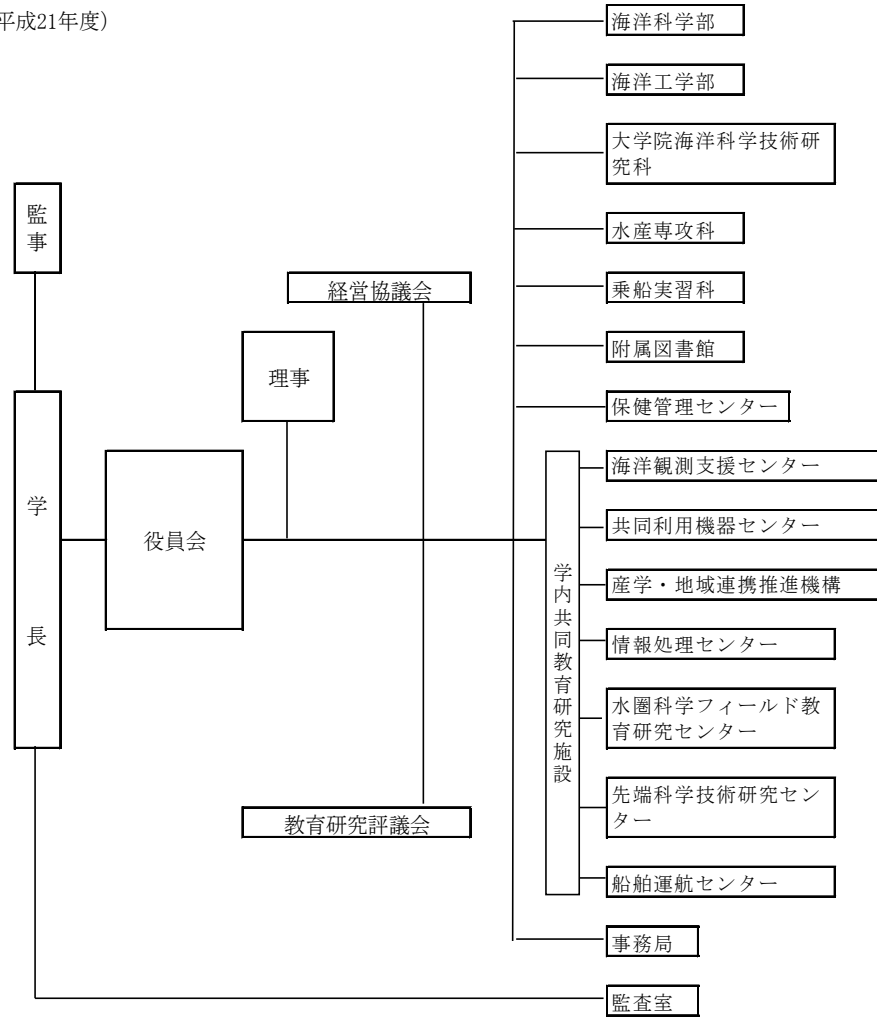 平成21年度）
海洋科学部
海洋工学部
大学院海洋科学技術研
究科
監事
水産専攻科
経営協議会
乗船実習科
理事
附属図書館
保健管理センター
学長
役員会
学内共同教育研究施設
海洋観測支援センター
共同利用機器センター
産学・地域連携推進機構
情報処理センター
水圏科学フィールド教
育研究センター
教育研究評議会
先端科学技術研究セン
ター
船舶運航センター
事務局
監査室